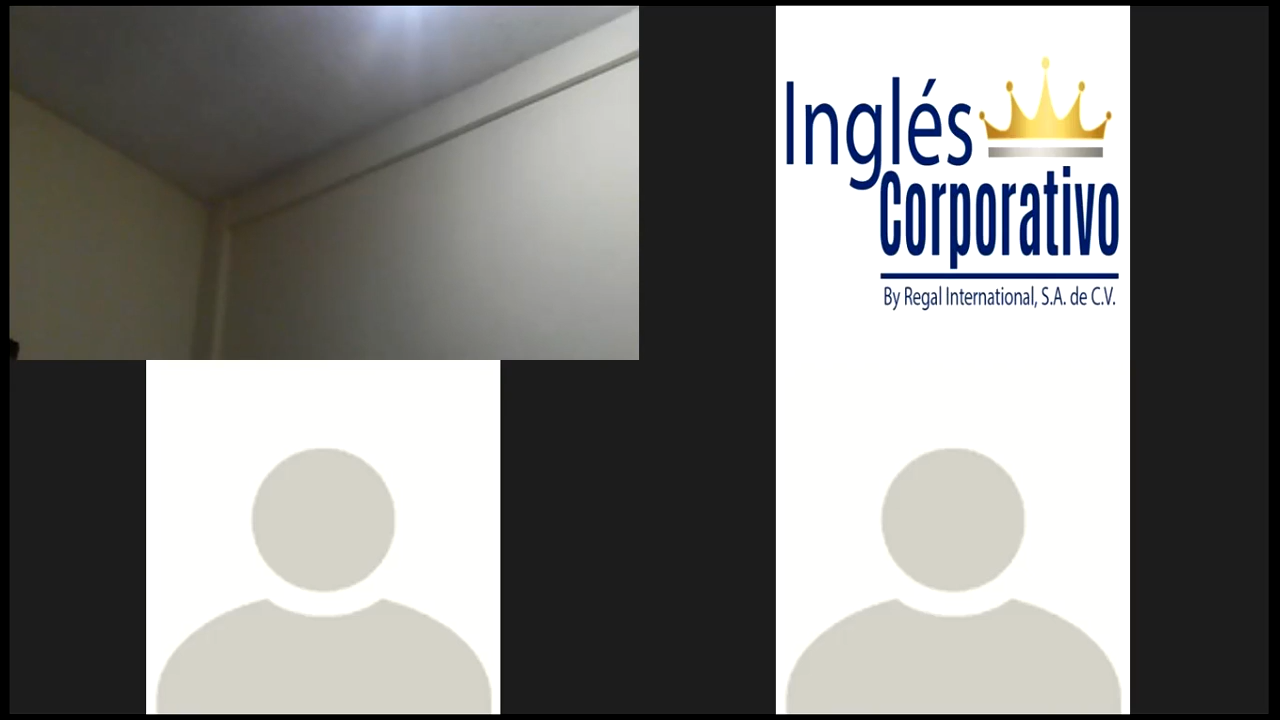 Inglés
Corporativo
By Regal International, S.A. de C.V.